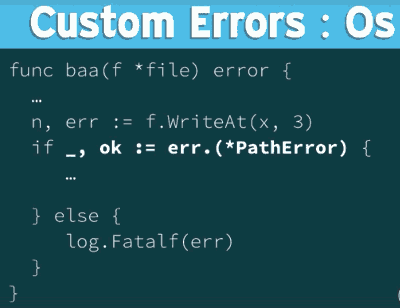 Custom Errors : Os
func baa(f *file) error {
…
n, err := f.WriteAt(x, 3)
if _, ok := err.(*PathError) {
…
} else {
log.Fatalf(err)
}
}